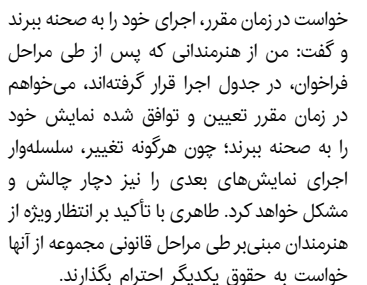 خواست در زمان مقرر، اجرای خود را به صحنه ببرند
و گفت: من از هنرمندانی که پس از طی مراحل
فراخوان، در جدول اجرا قرار گرفته‌اند، می‌خواهم
در زمان مقرر تعیین و توافق شده نمایش خود
را به صحنه ببرند؛ چون هرگونه تغییر، سلسله‌وار
اجرای نمایش‌های بعدی را نیز دچار چالش و
مشکل خواهد کرد. طاهری با تأکید بر انتظار ویژه از
هنرمندان مبنی‌بر طی مراحل قانونی مجموعه از آنها
خواست به حقوق یکدیگر احترام بگذارند.